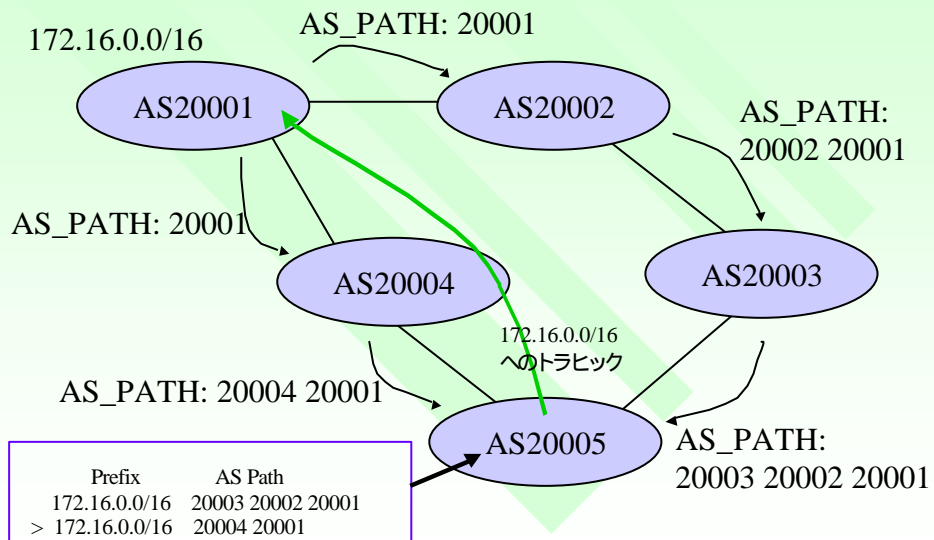 172.16.0.0/16
AS_PATH: 20001
AS20001
AS20002
AS_PATH:
20002 20001
AS_PATH: 20001
AS20004
AS20003
172.16.0.0/16
へのトラヒック
AS_PATH: 20004 20001
AS20005
AS_PATH:
20003 20002 20001
Prefix AS Path
172.16.0.0/16 20003 20002 20001
> 172.16.0.0/16 20004 20001